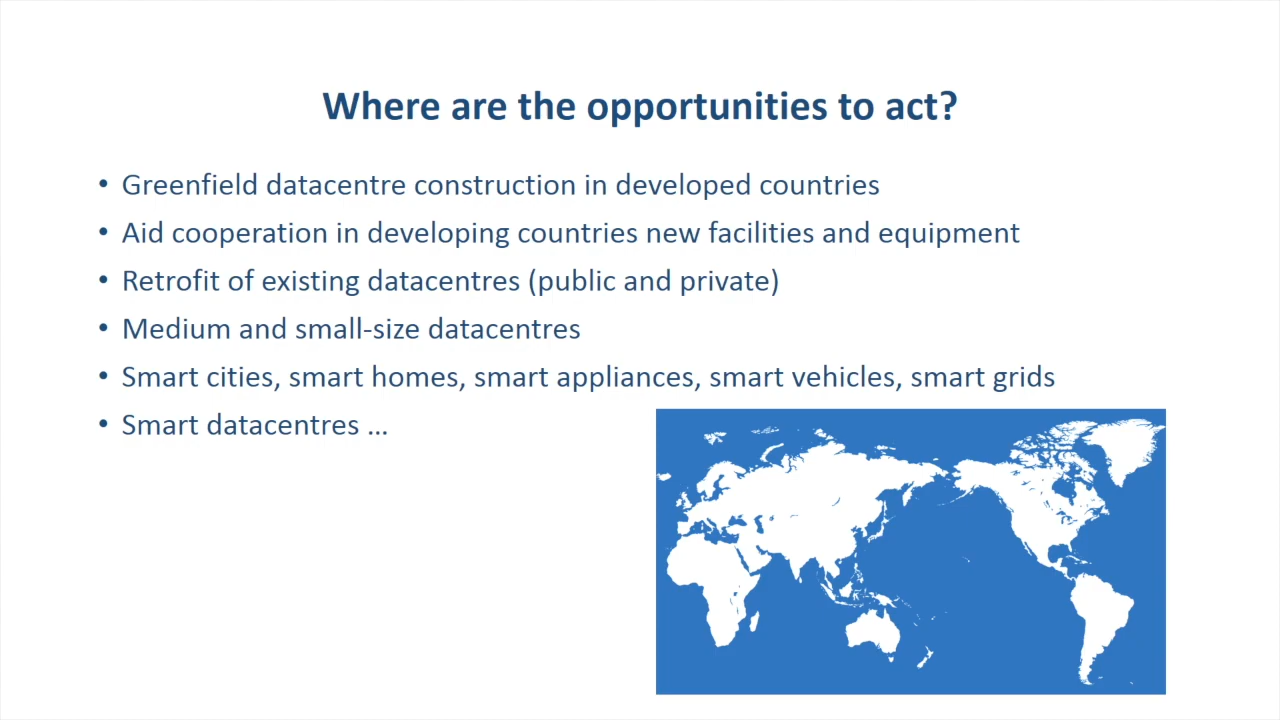 Where are the opportunities to act?
• Greenfield datacentre construction in developed countries
• Aid cooperation in developing countries new facilities and equipment
• Retrofit of existing datacentres (public and private)
• Medium and small-size datacentres
• Smart cities, smart homes, smart appliances, smart vehicles, smart grids
• Smart datacentres ...